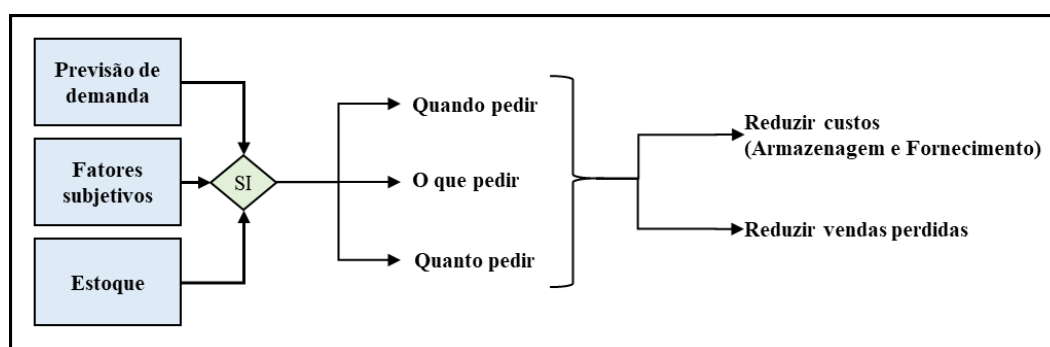 Previsão de
demanda
Fatores
subjetivos
Estoque
SI
Quando pedir
O que pedir
Quanto pedir
Reduzir custos
(Armazenagem e Fornecimento)
Reduzir vendas perdidas